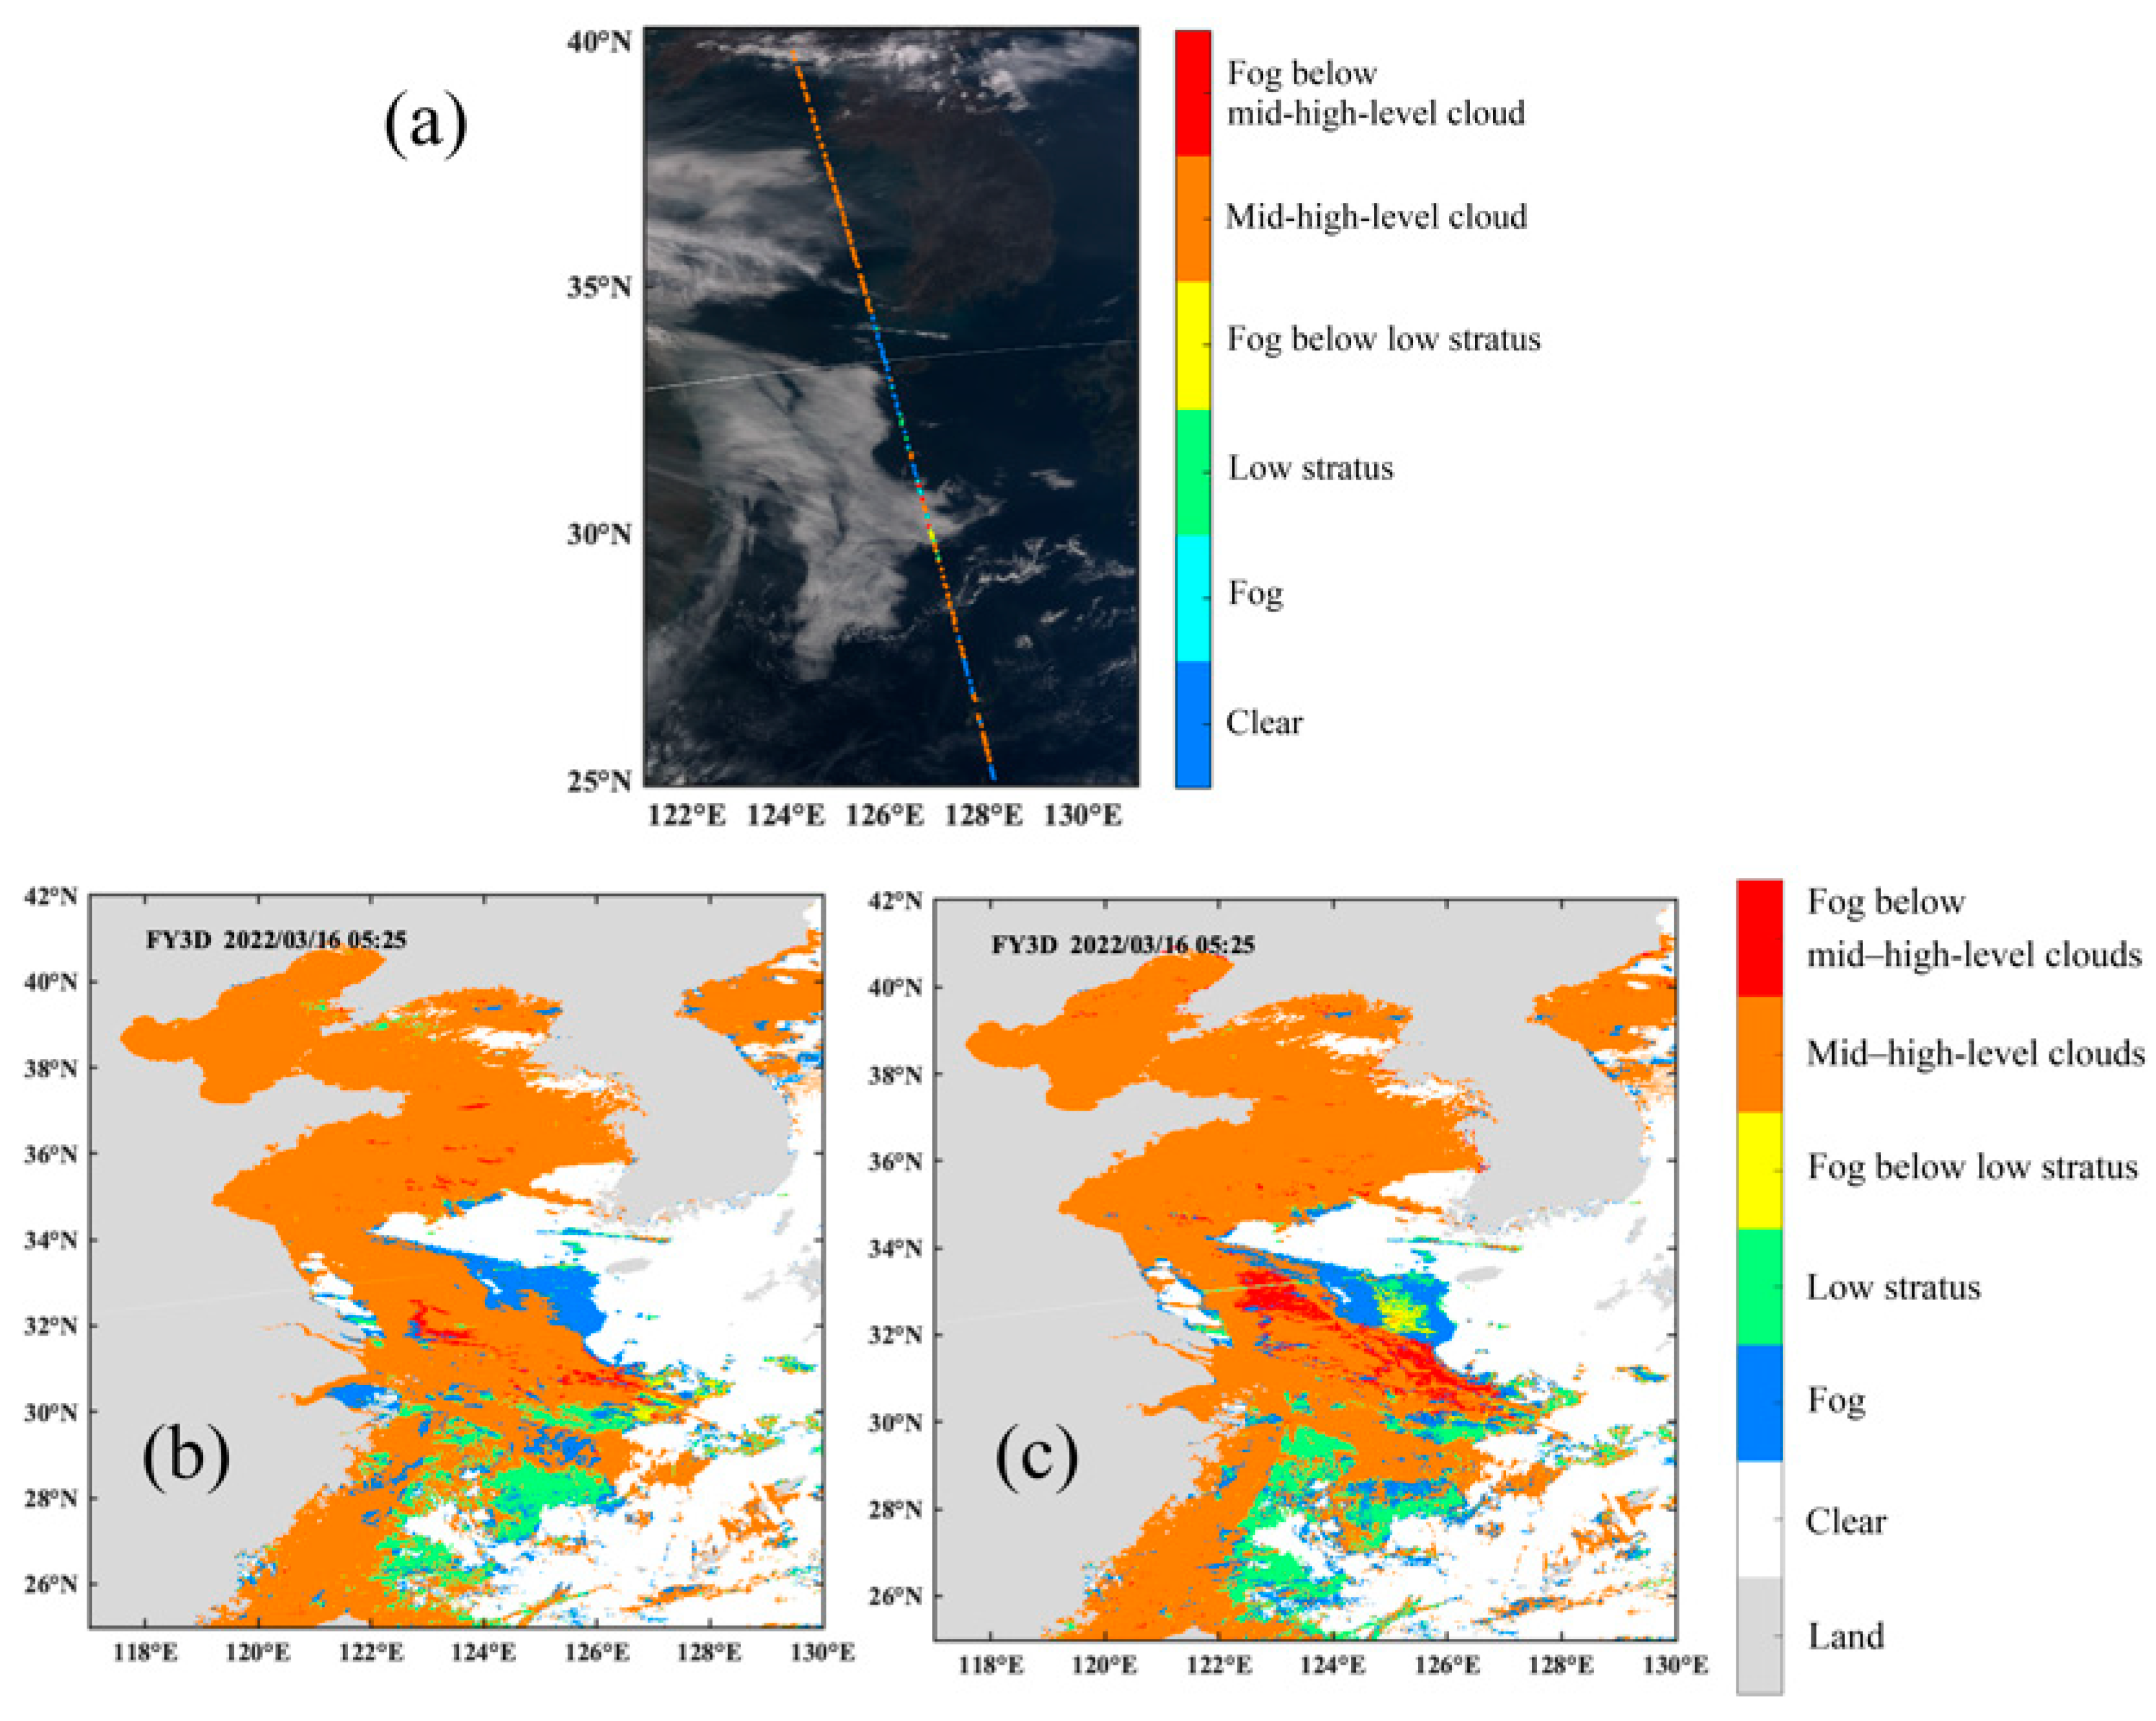 (a)
40°N
35°N
30°N
25°N
122°E 124°E 126°E 128°E 130°E
Fog below
mid-high-level cloud
Mid-high-level cloud
Fog below low stratus
Low stratus
Fog
Clear
42°N
40°N
38°N
36°N
34°N
32°N
30°N
28°N
26°N
FY3D 2022/03/16 05:25
(b)
118°E 120°E 122°E 124°E 126°E 128°E 130°E
42°N
40°N
38°N
36°N
34°N
32°N
30°N
28°N
26°N
FY3D 2022/03/16 05:25
(c)
118°E 120°E 122°E 124°E 126°E 128°E 130°E
Fog below
mid–high-level clouds
Mid–high-level clouds
Fog below low stratus
Low stratus
Fog
Clear
Land